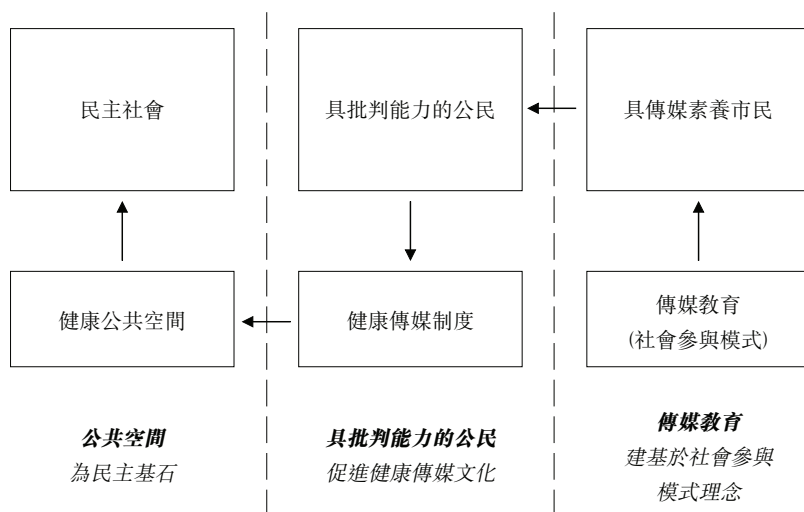 民主社會
具批判能力的公民
具傳媒素養市民
健康公共空間
健康傳媒制度
傳媒教育
(社會參與模式)
公共空間
為民主基石
具批判能力的公民
促進健康傳媒文化
傳媒教育
建基於社會參與
模式理念